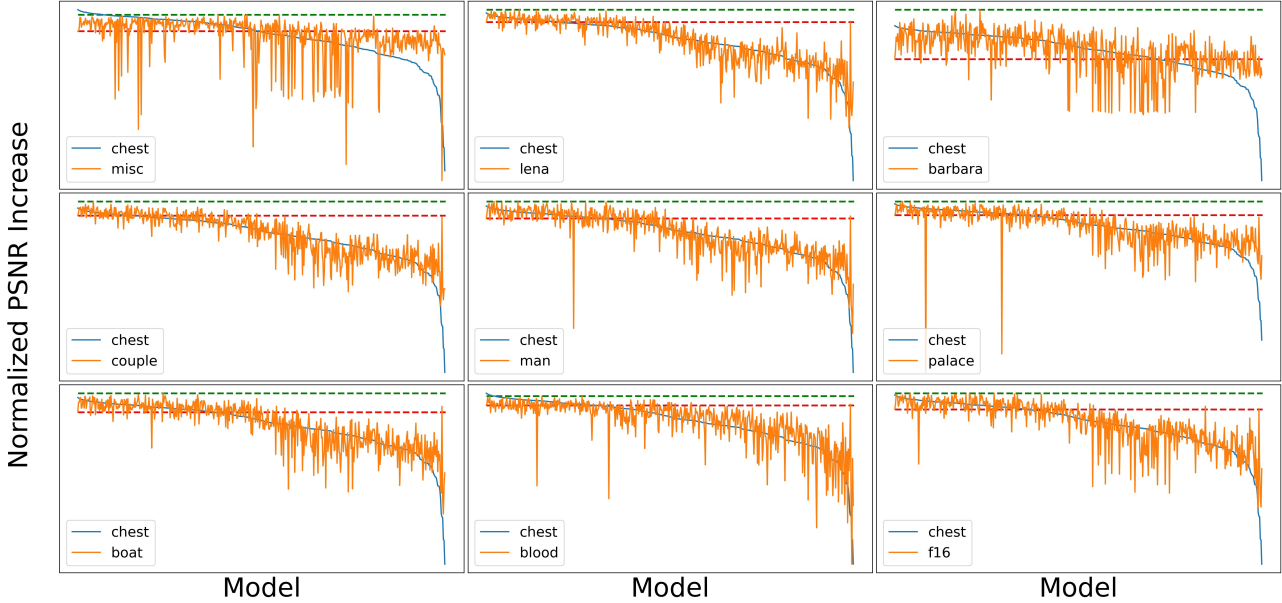 Normalized PSNR Increase
chest
misc
chest
lena
chest
barbara
chest
couple
chest
man
chest
palace
chest
boat
chest
blood
chest
f16
Model
Model
Model